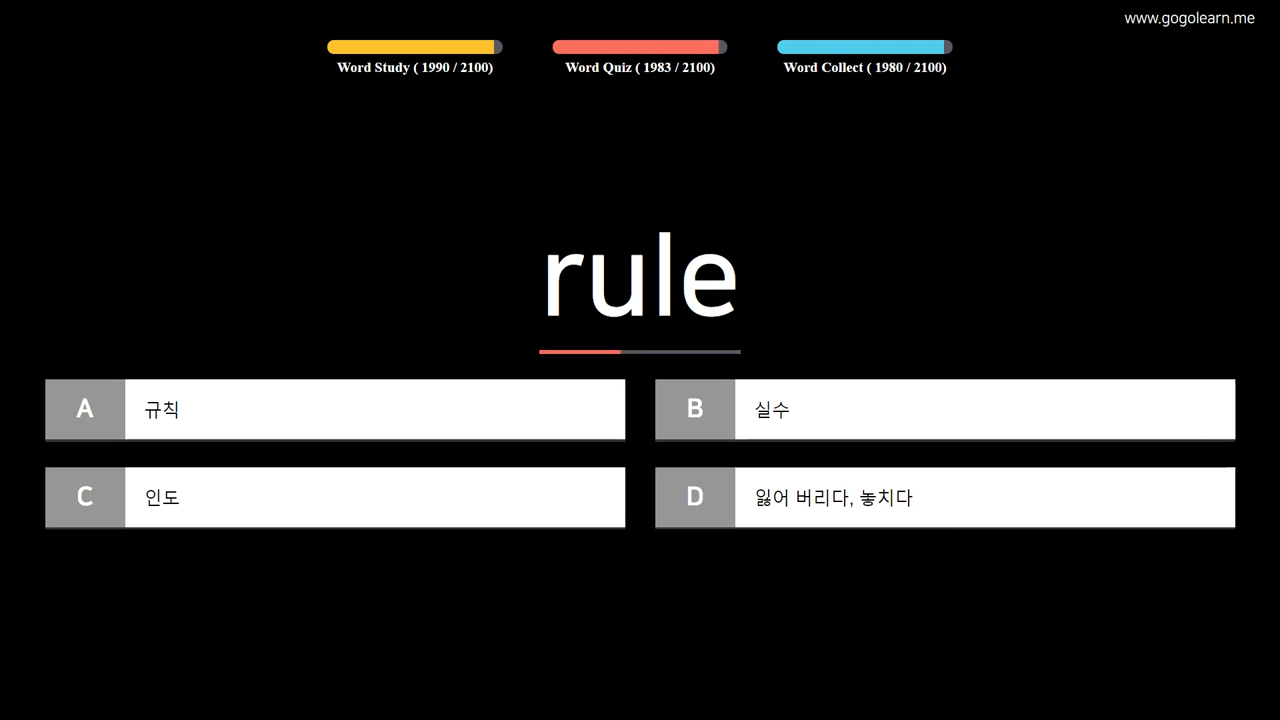 www.gogolearn.me
Word Study ( 1990 / 2100)
Word Quiz ( 1983 / 2100)
Word Collect ( 1980 / 2100)
rule
A 규칙
B 실수
C 인도
D 잃어 버리다, 놓치다